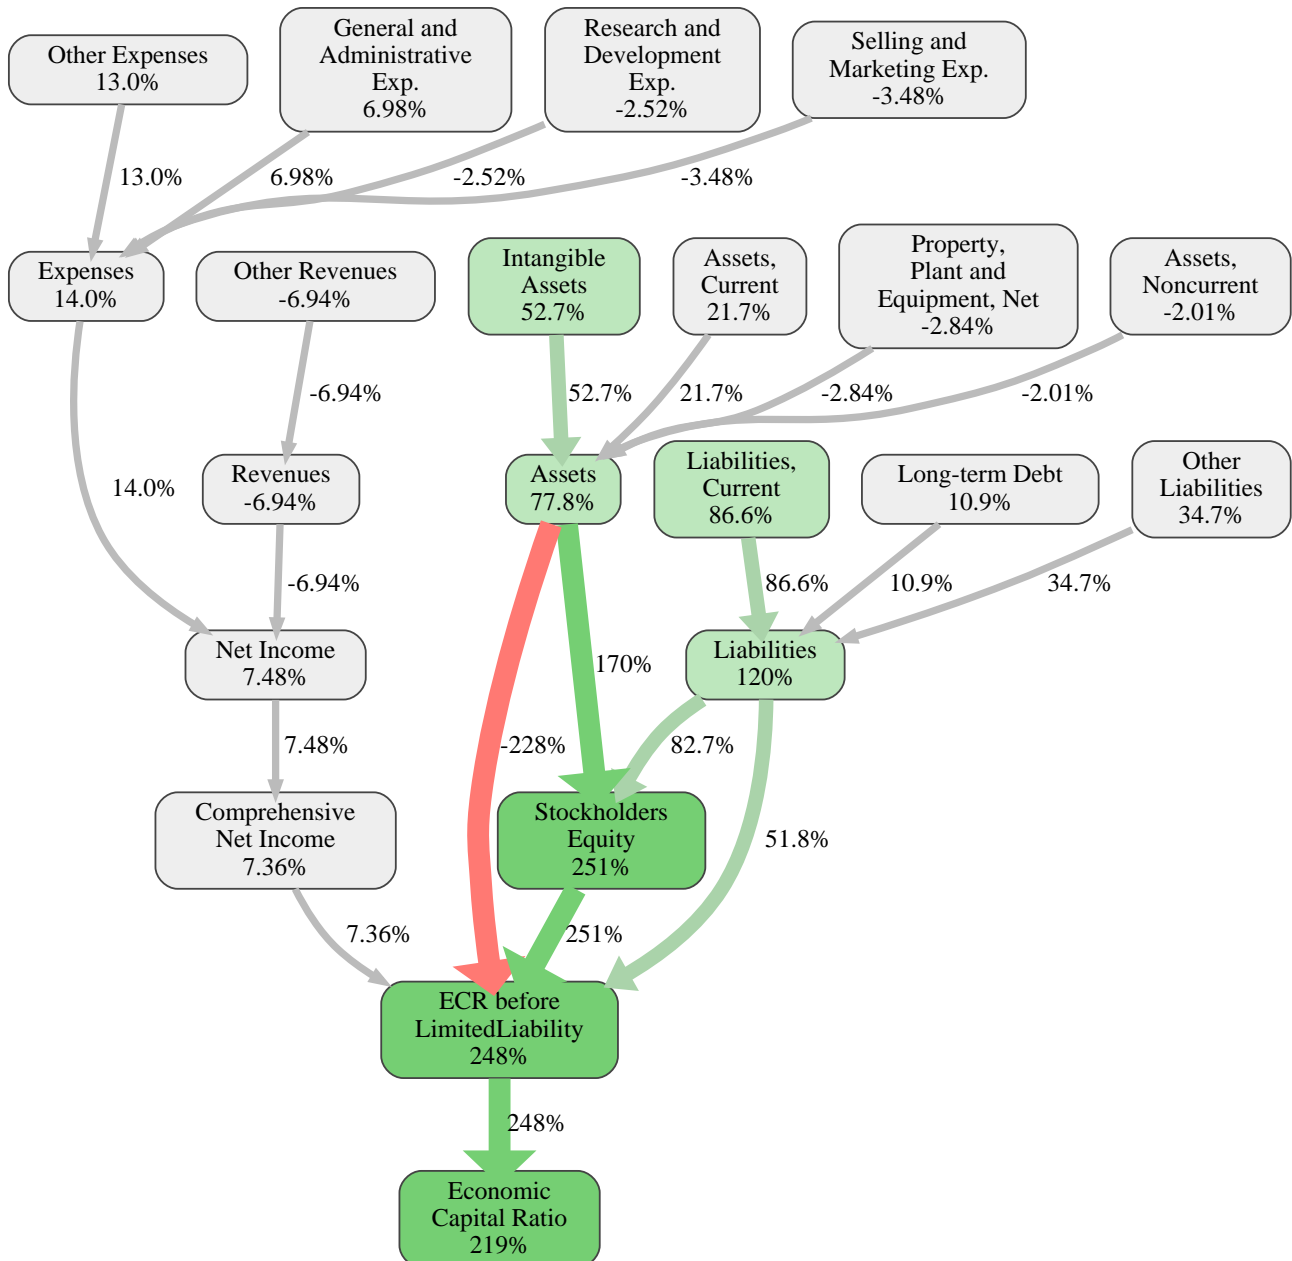 Other Expenses
13.0%
General and
Administrative
Exp.
6.98%
Research and
Development
Exp.
-2.52%
Selling and
Marketing Exp.
-3.48%
13.0%
6.98%
-2.52%
-3.48%
Expenses
14.0%
Other Revenues
-6.94%
Intangible
Assets
52.7%
Assets,
Current
21.7%
Property,
Plant and
Equipment, Net
-2.84%
Assets,
Noncurrent
-2.01%
-6.94%
52.7%
21.7%
-2.84%
-2.01%
14.0%
Revenues
-6.94%
Assets
77.8%
Liabilities,
Current
86.6%
Long-term Debt
10.9%
Other
Liabilities
34.7%
-6.94%
86.6%
10.9%
34.7%
Net Income
7.48%
170%
Liabilities
120%
7.48%
-228%
82.7%
Comprehensive
Net Income
7.36%
Stockholders
Equity
251%
51.8%
7.36%
251%
ECR before
LimitedLiability
248%
248%
Economic
Capital Ratio
219%